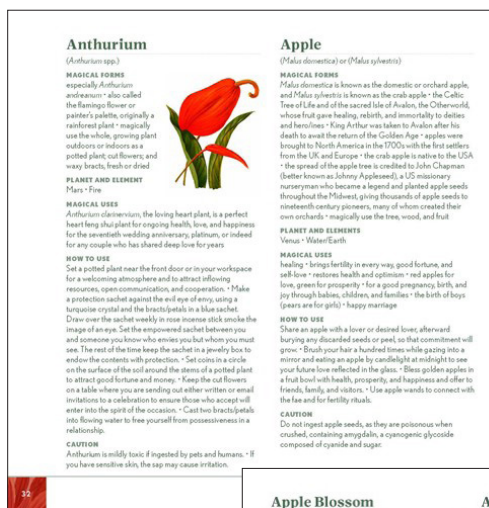 Anthurium
(Anthurium spp.)
MAGICAL FORMS
especially Anthurium
andreanum • also called
the flamingo flower or
painter's palette; originally a
rainforest plant • magically
use the whole, growing plant
outdoors or indoors as a
potted plant; cut flowers; and
waxy bracts, fresh or dried
PLANET AND ELEMENT
Mars • Fire
MAGICAL USES
Anthurium clarinervium, the loving heart plant, is a perfect
heart feng shui plant for ongoing health, love, and happiness
for the seventieth wedding anniversary, platinum, or indeed
for any couple who has shared deep love for years
HOW TO USE
Set a potted plant near the front door or in your workspace
for a welcoming atmosphere and to attract inflowing
resources, open communication, and cooperation. • Make
a protection sachet against the evil eye of envy, using a
turquoise crystal and the bracts/petals in a blue sachet.
Draw over the sachet weekly in rose incense stick smoke the
image of an eye. Set the empowered sachet between you
and someone you know who envies you but whom you must
see. The rest of the time keep the sachet in a jewelry box to
endow the contents with protection. • Set coins in a circle
on the surface of the soil around the stems of a potted plant
to attract good fortune and money. • Keep the cut flowers
on a table where you are sending out either written or email
invitations to a celebration to ensure those who accept will
enter into the spirit of the occasion. • Cast two bracts/petals
into flowing water to free yourself from possessiveness in a
relationship.
CAUTION
Anthurium is mildly toxic if ingested by pets and humans. • If
you have sensitive skin, the sap may cause irritation.
32
Apple
(Malus domestica) or (Malus sylvestris)
MAGICAL FORMS
Malus domestica is known as the domestic or orchard apple,
and Malus sylvestris is known as the crab apple • the Celtic
Tree of Life and of the sacred Isle of Avalon, the Otherworld,
whose fruit gave healing, rebirth, and immortality to deities
and hero/ines • King Arthur was taken to Avalon after his
death to await the return of the Golden Age • apples were
brought to North America in the 1700s with the first settlers
from the UK and Europe • the crab apple is native to the USA
• the spread of the apple tree is credited to John Chapman
(better known as Johnny Appleseed), a US missionary
nurseryman who became a legend and planted apple seeds
throughout the Midwest, giving thousands of apple seeds to
nineteenth century pioneers, many of whom created their
own orchards • magically use the tree, wood, and fruit
PLANET AND ELEMENTS
Venus • Water/Earth
MAGICAL USES
healing • brings fertility in every way, good fortune, and
self-love • restores health and optimism • red apples for
love, green for prosperity • for a good pregnancy, birth, and
joy through babies, children, and families • the birth of boys
(pears are for girls) • happy marriage
HOW TO USE
Share an apple with a lover or desired lover, afterward
burying any discarded seeds or peel, so that commitment will
grow. • Brush your hair a hundred times while gazing into a
mirror and eating an apple by candlelight at midnight to see
your future love reflected in the glass. • Bless golden apples in
a fruit bowl with health, prosperity, and happiness and offer to
friends, family, and visitors. • Use apple wands to connect with
the fae and for fertility rituals.
CAUTION
Do not ingest apple seeds, as they are poisonous when
crushed, containing amygdalin, a cyanogenic glycoside
composed of cyanide and sugar.
Apple Blossom
A